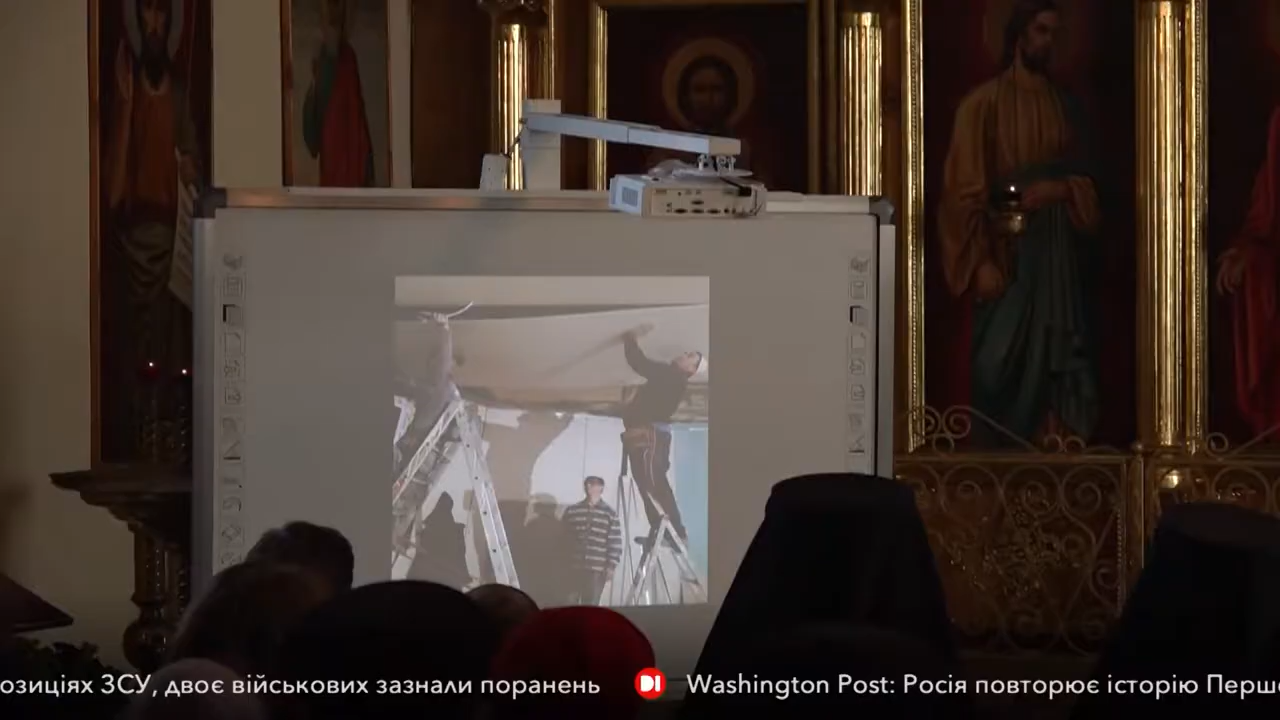 озиціях ЗСУ, двоє військових зазнали поранень DI Washington Post: Росія повторює історію Перш